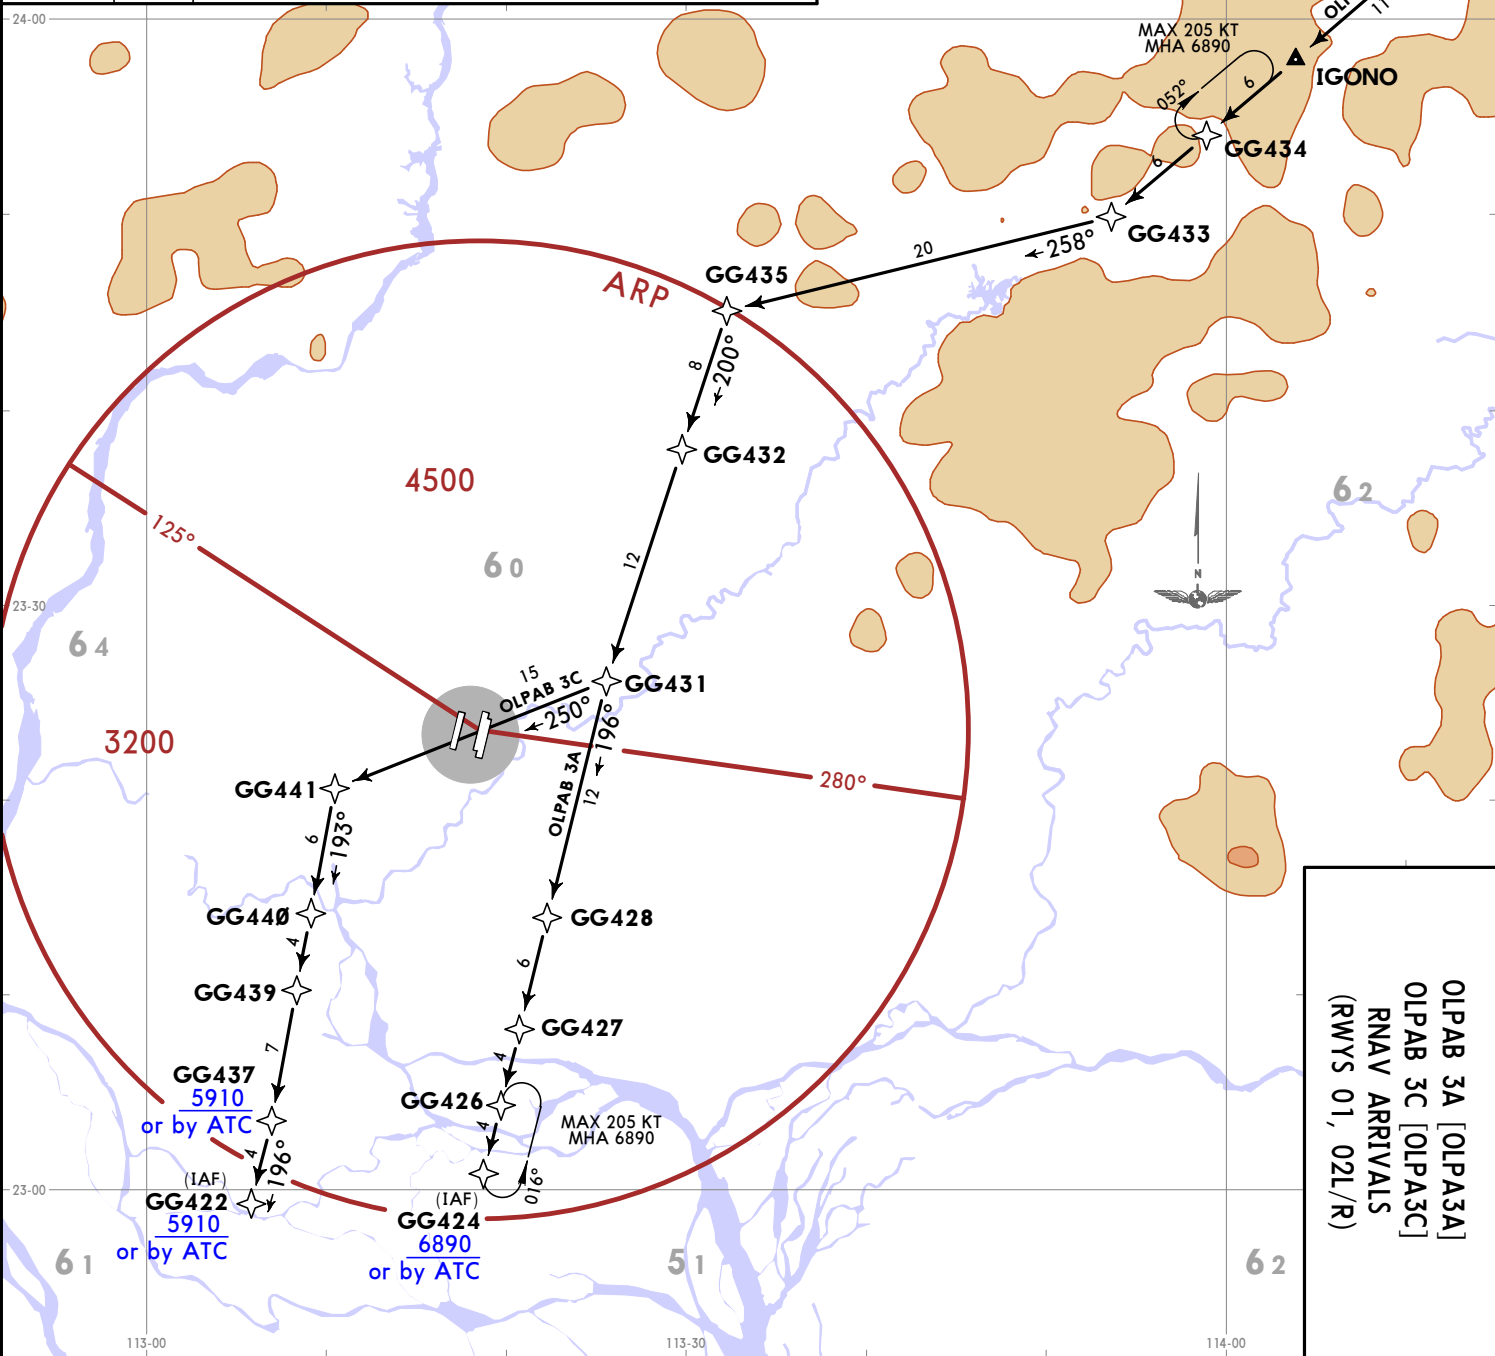 24-00
MAX 205 KT
MHA 6890
11
IGONO
052°
6
GG434
6
GG433
258°
20
GG435
ARP
8
200°
GG432
4500
125°
12
60
62
23-30
64
N
15
OLPAB 3C
250°
GG431
196°
3200
OLPAB 3A
12
280°
GG441
6
193°
GG44Ø
GG428
4
GG439
6
GG427
7
4
GG437
5910
or by ATC
GG426
4
MAX 205 KT
MHA 6890
4
196°
(IAF)
GG422
5910
or by ATC
016°
(IAF)
GG424
6890
or by ATC
23-00
61
51
62
113-00
113-30
114-00
OLPAB 3A [OLPA3A]
OLPAB 3C [OLPA3C]
RNAV ARRIVALS
(RWYS 01, 02L/R)